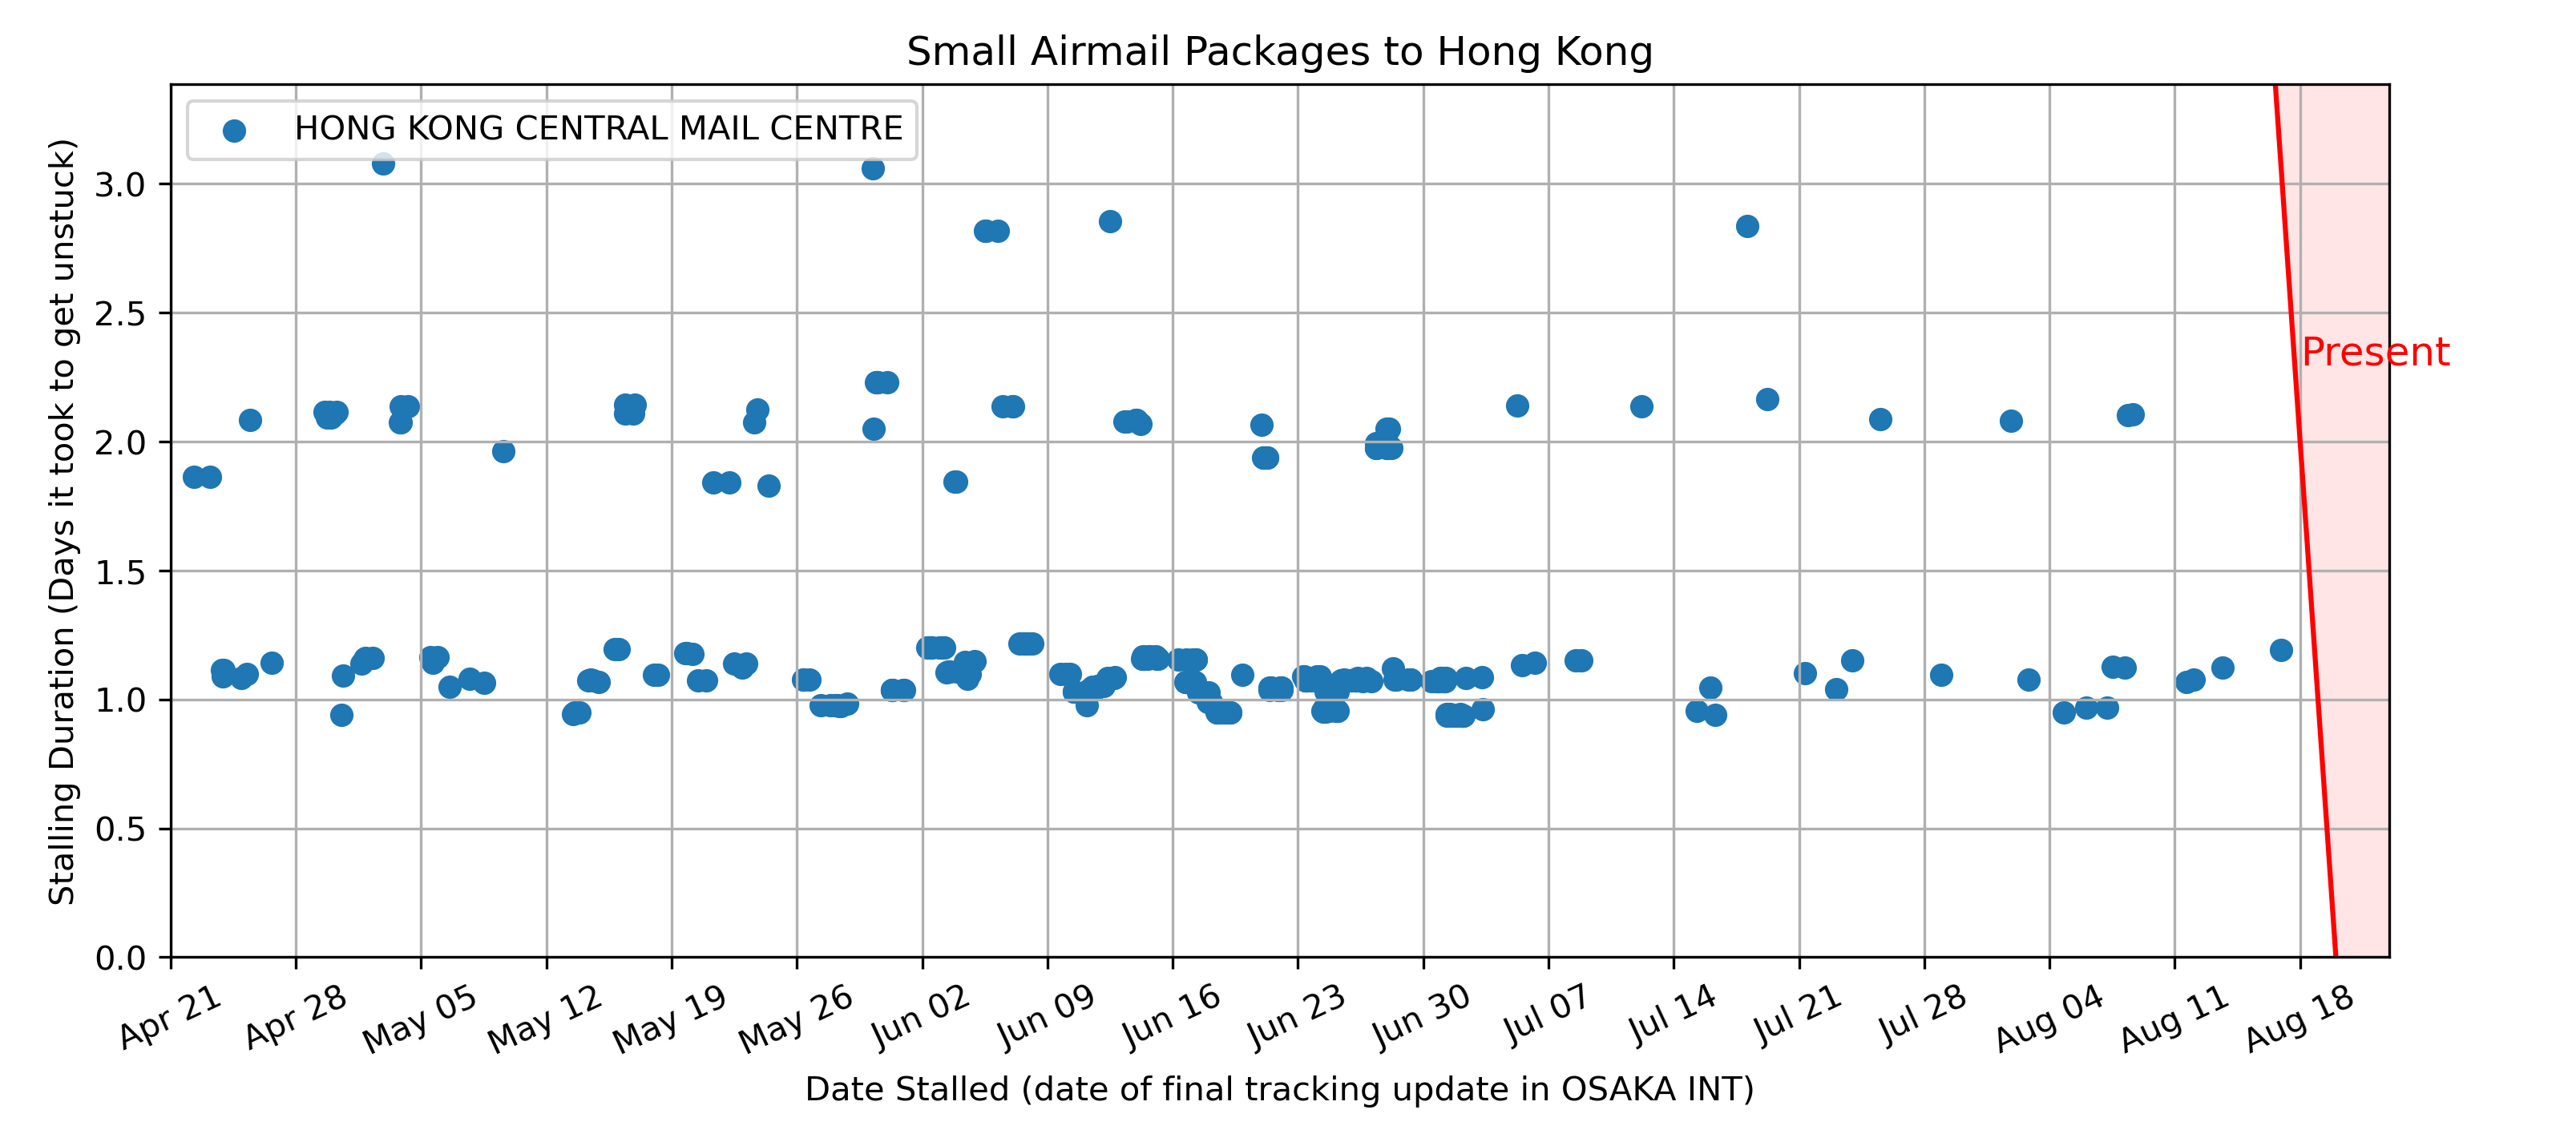 Small Airmail Packages to Hong Kong
HONG KONG CENTRAL MAIL CENTRE
Stalling Duration (Days it took to get unstuck)
3.0
2.5
2.0
1.5
1.0
0.5
0.0
Present
Apr 21
Apr 28
May 05
May 12
May 19
May 26
Jun 02
Jun 09
Jun 16
Jun 23
Jun 30
Jul 07
Jul 14
Jul 21
Jul 28
Aug 04
Aug 11
Aug 18
Date Stalled (date of final tracking update in OSAKA INT)